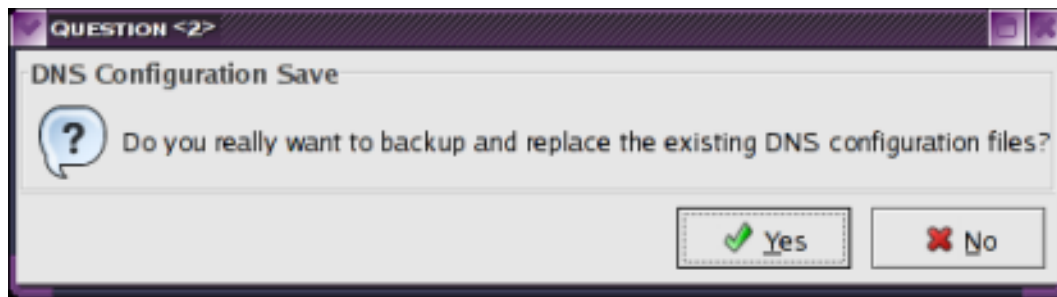 QUESTION <2>
DNS Configuration Save
?
Do you really want to backup and replace the existing DNS configuration files?
Yes
No